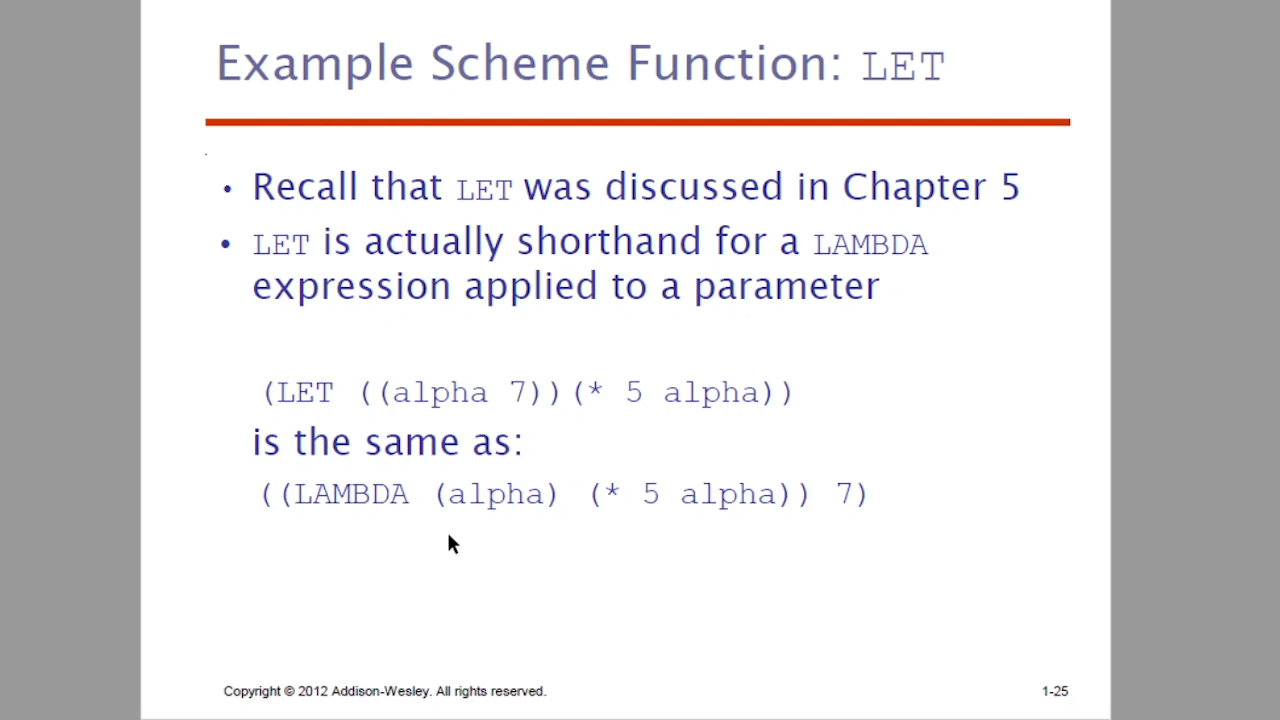 Example Scheme Function: LET
• Recall that LET was discussed in Chapter 5
• LET is actually shorthand for a LAMBDA
expression applied to a parameter
(LET ((alpha 7))(* 5 alpha))
is the same as:
((LAMBDA (alpha) (* 5 alpha)) 7)
Copyright © 2012 Addison-Wesley. All rights reserved.
1-25